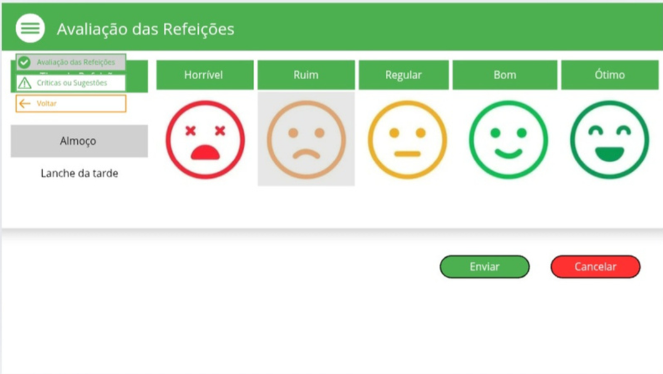 Avaliação das Refeições
Avaliação das Refeições
Críticas ou Sugestões
Voltar
Horrível
Ruim
Regular
Bom
Ótimo
Almoço
Lanche da tarde
Enviar
Cancelar